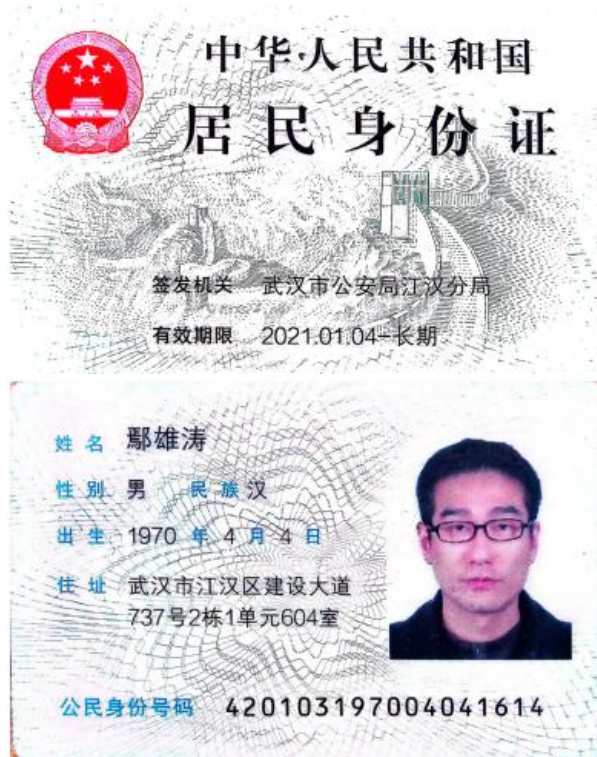 中华人民共和国
居民身份证
签发机关 武汉市公安局江汉分局
有效期限 2021.01.04-长期
姓名 鄢雄涛
性别 男 民族 汉
出生 1970 年 4 月 4 日
住址 武汉市江汉区建设大道
737号2栋1单元604室
公民身份号码 420103197004041614